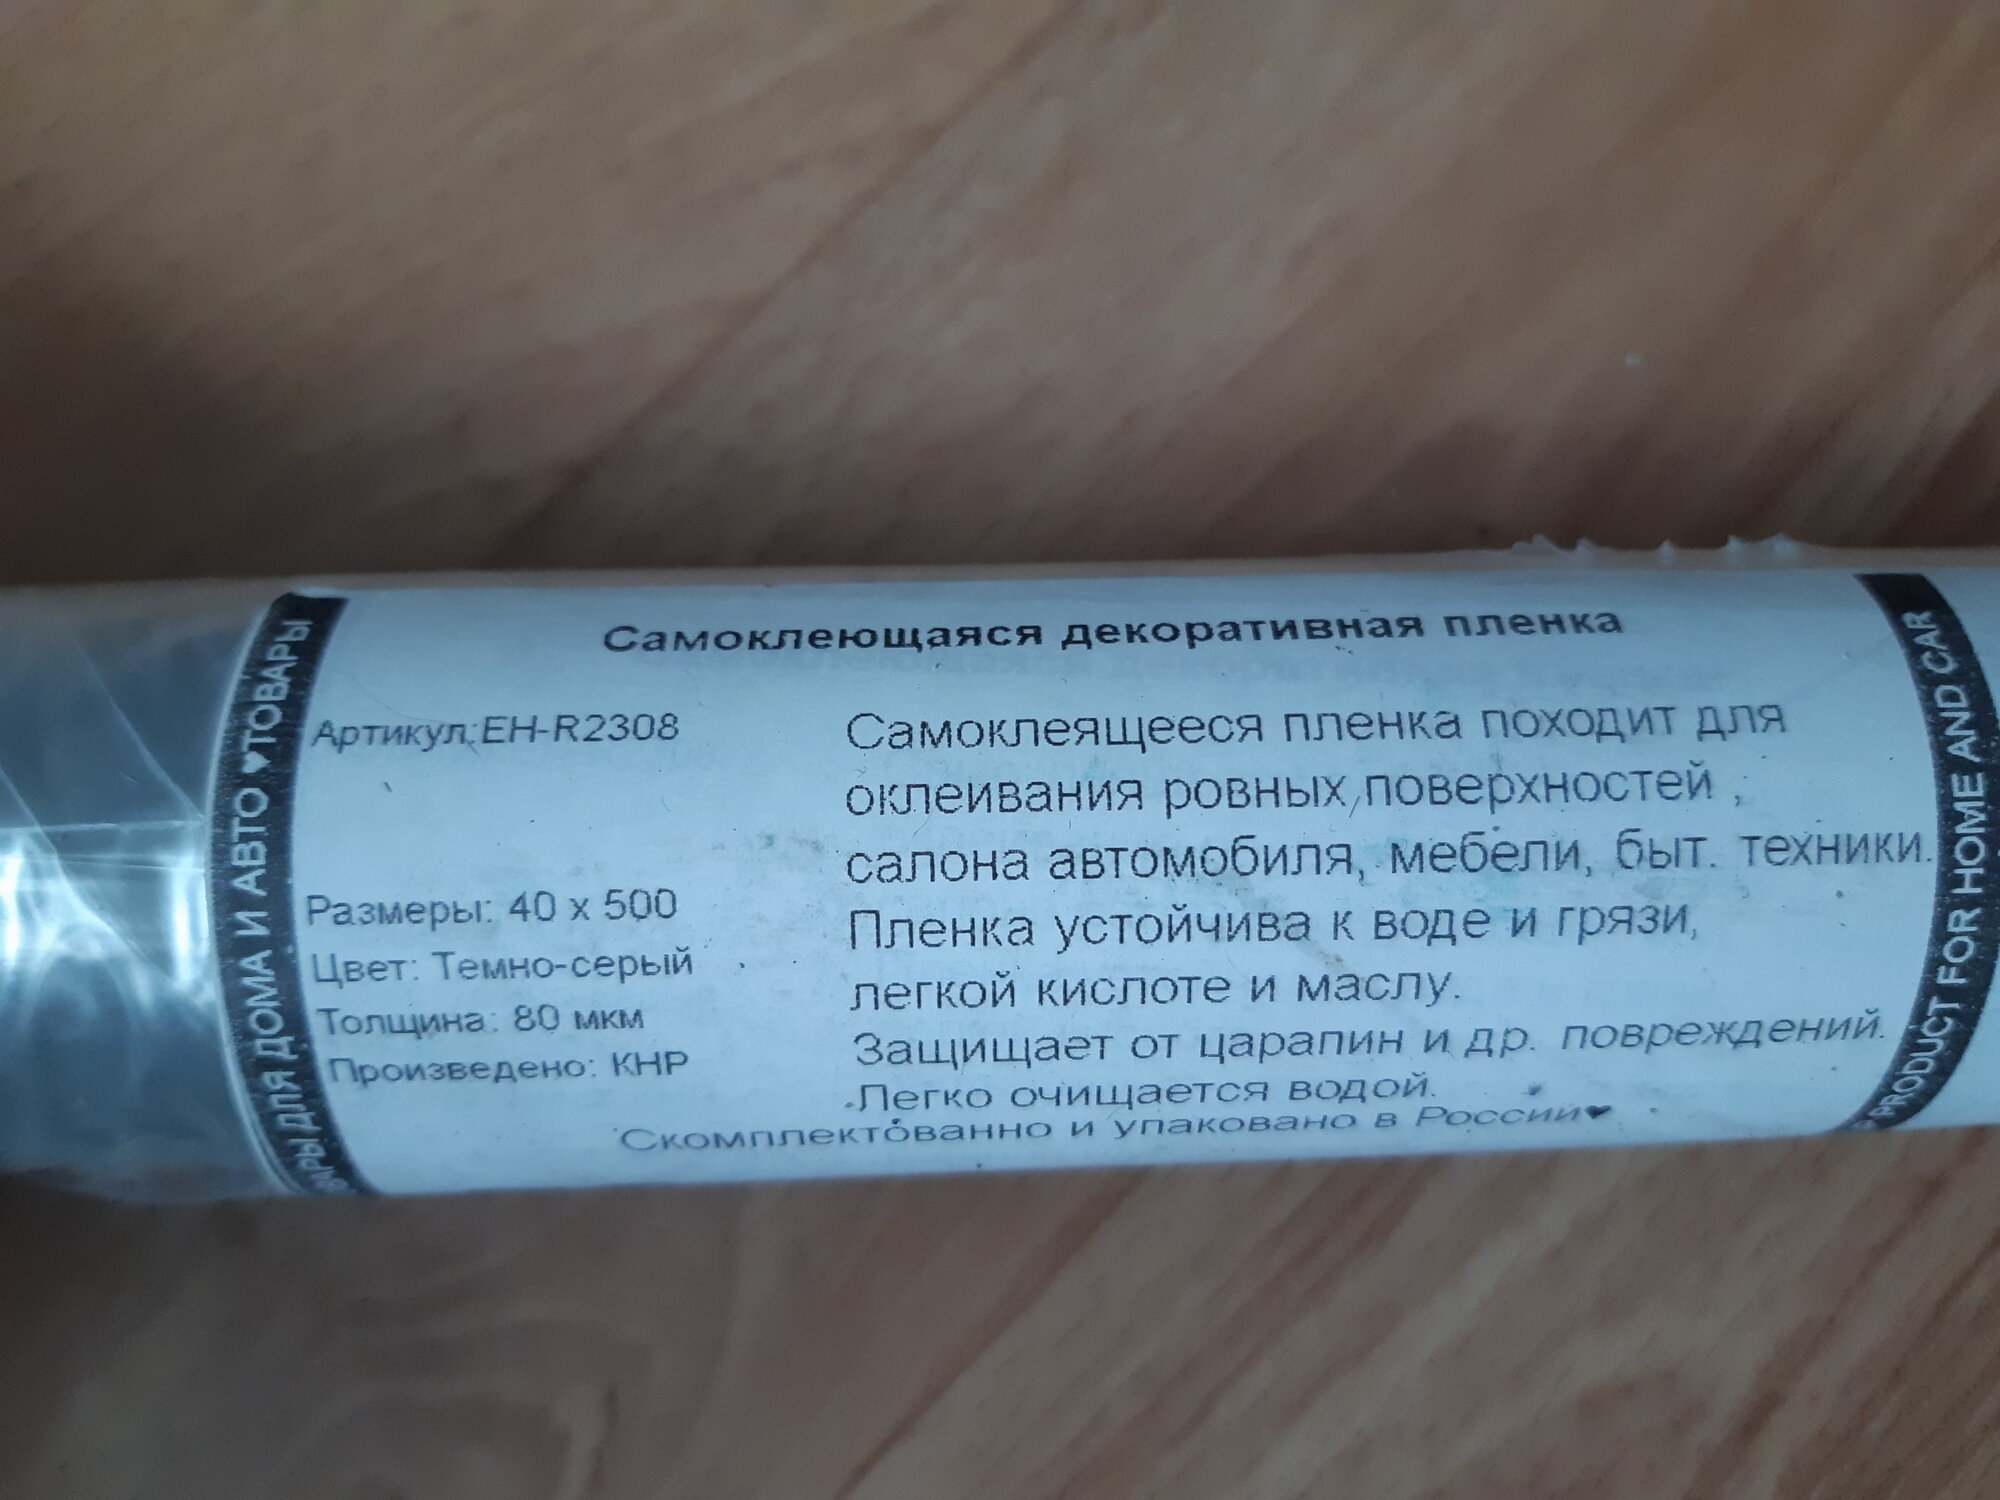 Самоклеющаяся декоративная пленка
Артикул:EH-R2308
Размеры: 40 x 500
Цвет: Темно-серый
Толщина: 80 мкм
Произведено: КНР
Самоклеящееся пленка походит для
оклеивания ровных поверхностей ,
салона автомобиля, мебели, быт. техники.
Пленка устойчива к воде и грязи,
легкой кислоте и маслу.
Защищает от царапин и др. повреждений.
Легко очищается водой.
Скомплектованно и упаковано в России❤
ОВАРЫ ДЛЯ ДОМА И АВТО ❤ТОВАРЫ
PRODUCT FOR HOME AND CAR